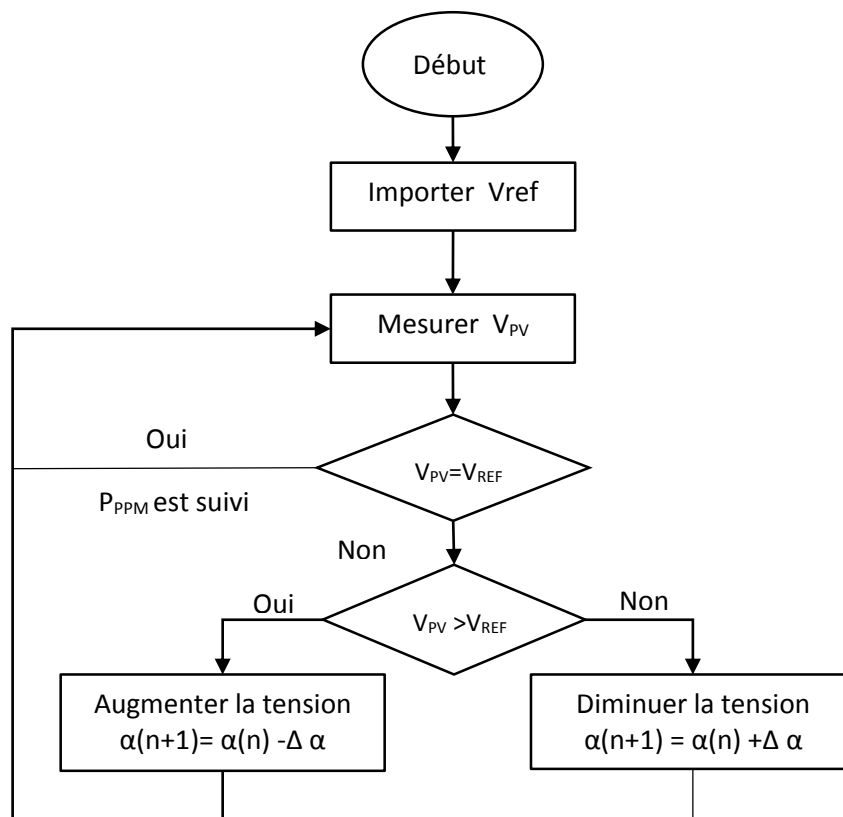 Début
Importer Vref
Mesurer VPV
Oui
VPV=VREF
PPPM est suivi
Non
Oui
VPV >VREF
Non
Augmenter la tension
α(n+1)= α(n) -Δ α
Diminuer la tension
α(n+1) = α(n) +Δ α